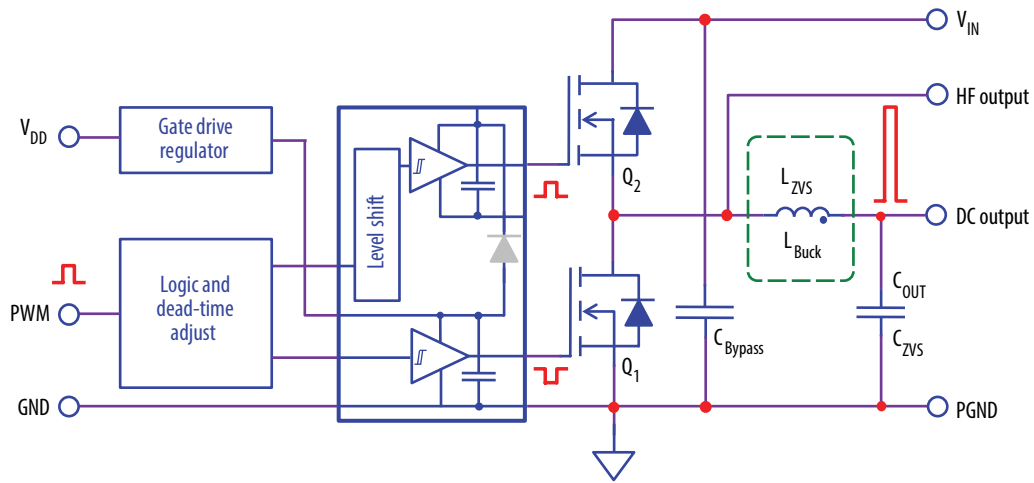 V_IN
HF output
V_DD
Gate drive
regulator
Level shift
Q_2
L_ZVS
L_Buck
DC output
PWM
Logic and
dead-time
adjust
C_OUT
C_ZVS
C_Bypass
Q_1
GND
PGND